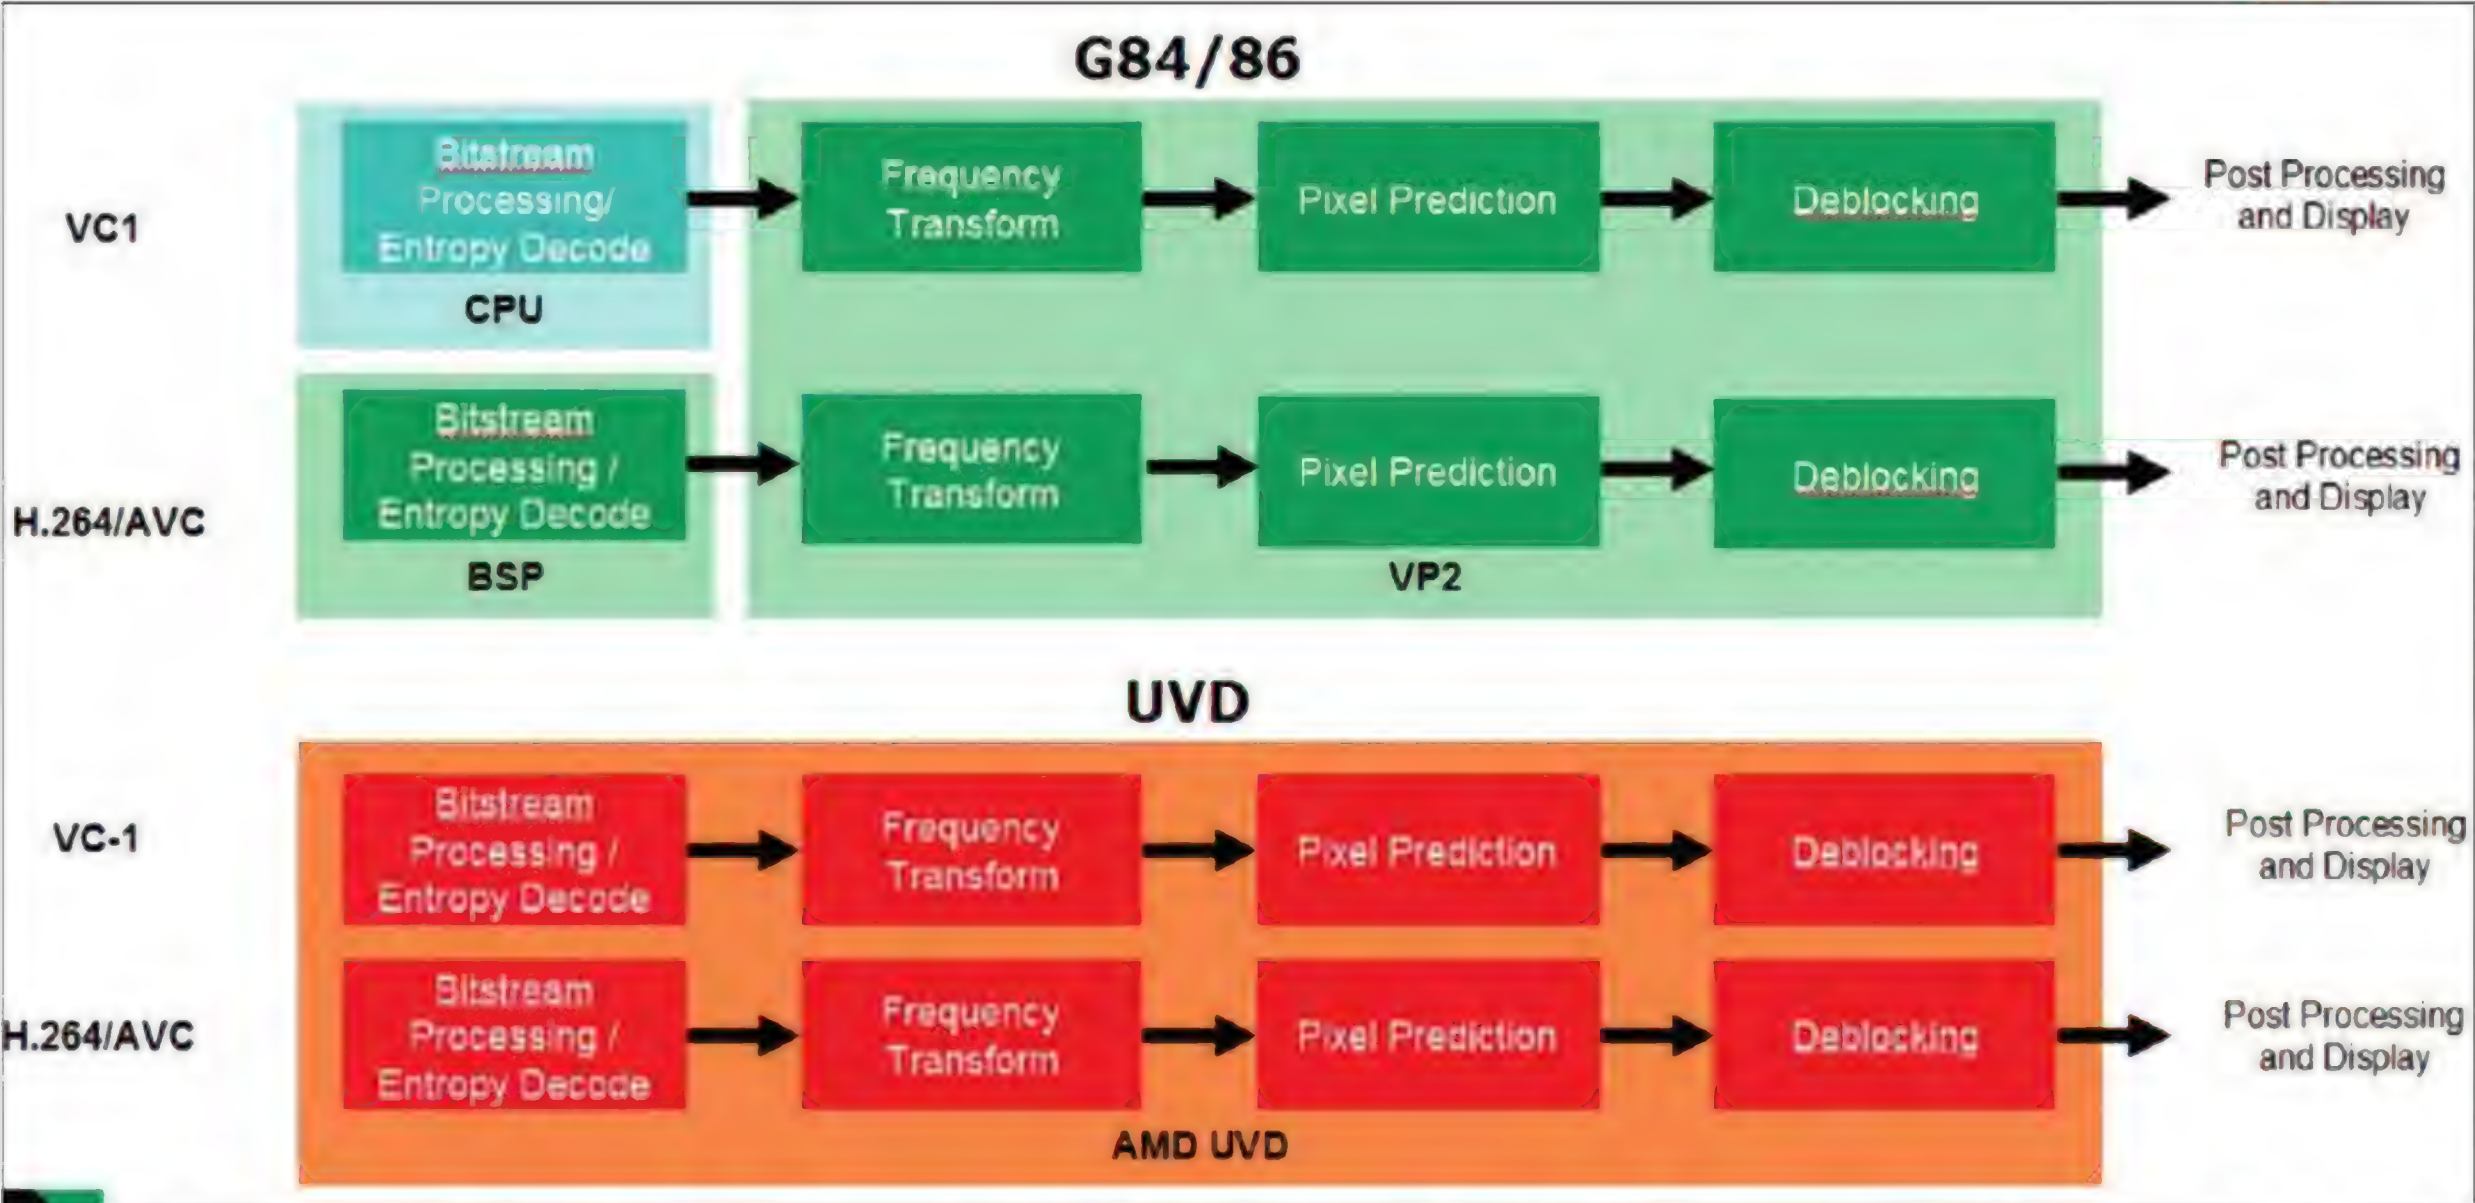 G84/86
VC1
Bitstream
Processing/
Entropy Decode
CPU
Frequency
Transform
Pixel Prediction
Deblocking
Post Processing
and Display
H.264/AVC
Bitstream
Processing /
Entropy Decode
BSP
Frequency
Transform
Pixel Prediction
Deblocking
VP2
Post Processing
and Display
UVD
VC-1
Bitstream
Processing /
Entropy Decode
Frequency
Transform
Pixel Prediction
Deblocking
Post Processing
and Display
H.264/AVC
Bitstream
Processing /
Entropy Decode
Frequency
Transform
Pixel Prediction
Deblocking
Post Processing
and Display
AMD UVD